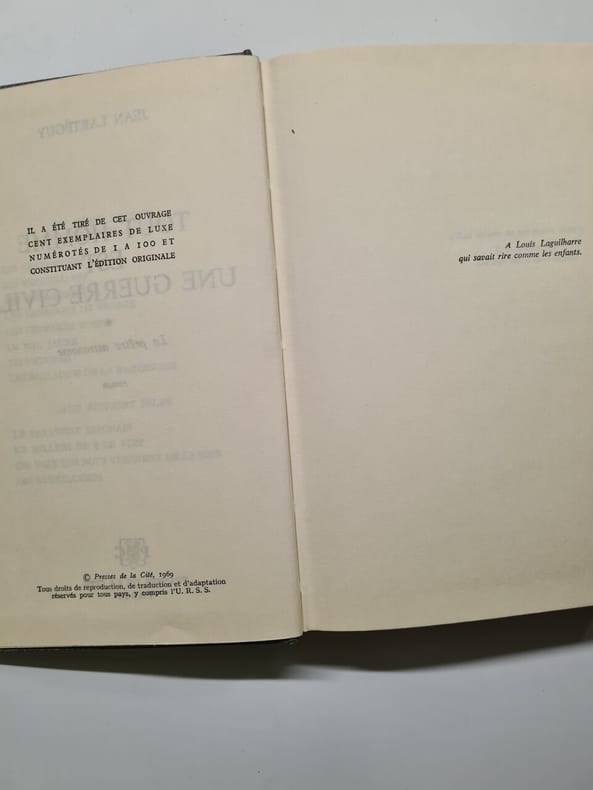 IL A ÉTÉ TIRÉ DE CET OUVRAGE
CENT EXEMPLAIRES DE LUXE
NUMÉROTÉS DE 1 A 100 ET
CONSTITUANT L'ÉDITION ORIGINALE
© Presses de la Cité, 1969
Tous droits de reproduction, de traduction et d'adaptation
réservés pour tous pays, y compris l'U. R. S. S.
A Louis Laguilharre
qui savait rire comme les enfants.